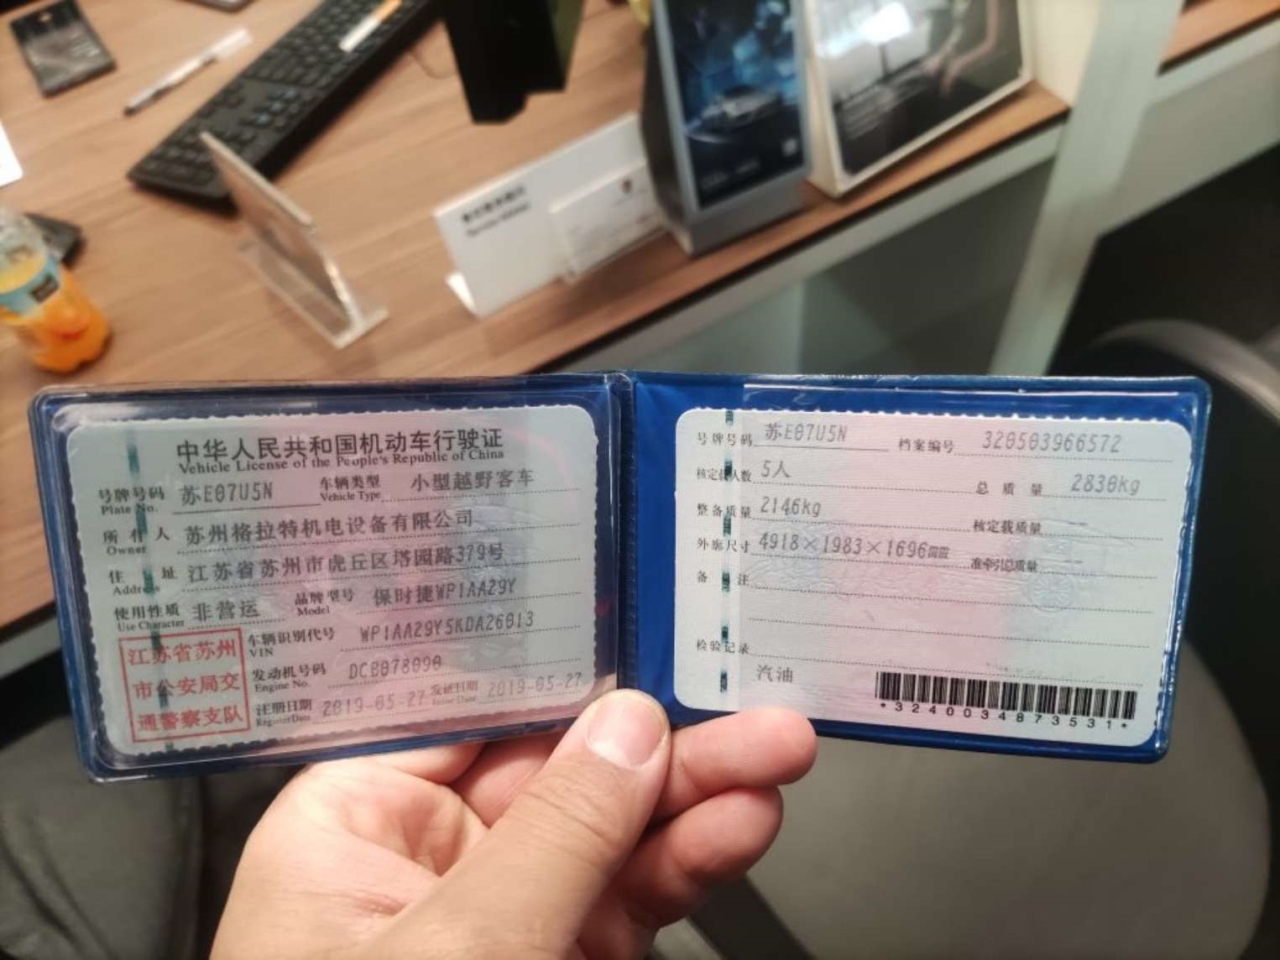 中华人民共和国机动车行驶证
Vehicle License of the People's Republic of China
号牌号码 苏E07U5N 车辆类型 小型越野客车
Plate No. Vehicle Type
所有人 苏州格拉特机电设备有限公司
Owner
住址 江苏省苏州市虎丘区塔园路379号
Address
使用性质 非营运 品牌型号 保时捷WP1AA29Y
Use Character Model
江苏省苏州
市公安局交
通警察支队
车辆识别代号 WP1AA29Y5KDA26013
VIN
发动机号码 DCB078090
Engine No.
注册日期 2019-05-27 发证日期 2019-05-27
Register Date Issue Date
号牌号码 苏E07U5N 档案编号 320503966572
核定载人数 5人 总质量 2830kg
整备质量 2146kg 核定载质量 --
外廓尺寸 4918×1983×1696毫米 准牵引总质量 --
备注
检验记录
汽油
*3240034873531*